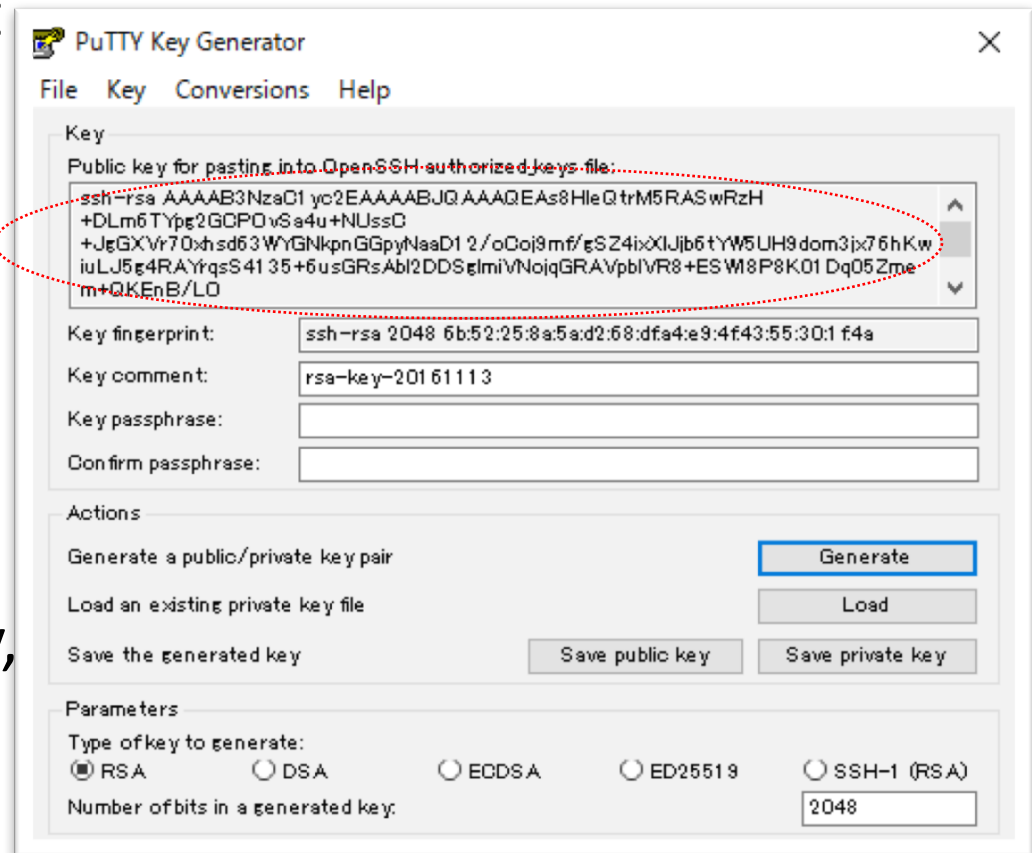 PuTTY Key Generator
File Key Conversions Help
Key
Public key for pasting into OpenSSH authorized_keys file:
ssh-rsa AAAAB3NzaC1yc2EAAAABJQAAAQEAs8HIeQtrM5RASwRzH
+DLm6TYpg2GCPOvSa4u+NUssC
+JgGXVr70xhsd63WYGNkpnGGpyNaaD12/oCoj9mf/gSZ4ixXIJjb6tYW5UH9dom3jx76hKw
iuLJ5g4RAYrqsS4135+6usGRsAbI2DDSgImiVNojqGRAVpbIVR8+ESWI8P8K01Dq05Zme
m+QKEnB/LO
Key fingerprint: ssh-rsa 2048 6b:52:25:8a:5a:d2:68:df:a4:e9:4f:43:55:30:1f:4a
Key comment: rsa-key-20161113
Key passphrase:
Confirm passphrase:
Actions
Generate a public/private key pair Generate
Load an existing private key file Load
Save the generated key Save public key Save private key
Parameters
Type of key to generate:
RSA DSA ECDSA ED25519 SSH-1 (RSA)
Number of bits in a generated key: 2048